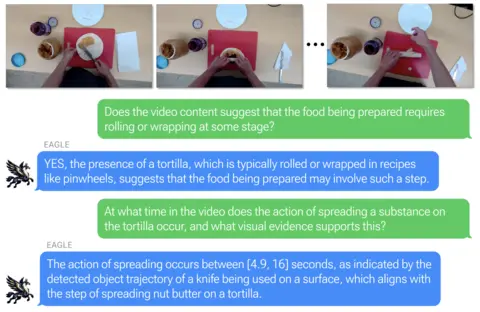 Does the video content suggest that the food being prepared requires
rolling or wrapping at some stage?
EAGLE
YES, the presence of a tortilla, which is typically rolled or wrapped in recipes
like pinwheels, suggests that the food being prepared may involve such a step.
At what time in the video does the action of spreading a substance on
the tortilla occur, and what visual evidence supports this?
EAGLE
The action of spreading occurs between [4.9, 16] seconds, as indicated by the
detected object trajectory of a knife being used on a surface, which aligns with
the step of spreading nut butter on a tortilla.